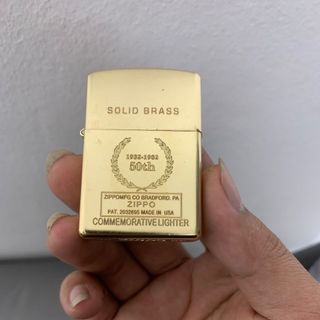 SOLID BRASS
1932-1982
50th
ZIPPOMFG CO BRADFORD. PA
ZIPPO
PAT. 2032695 MADE IN USA
COMMEMORATIVE LIGHTER